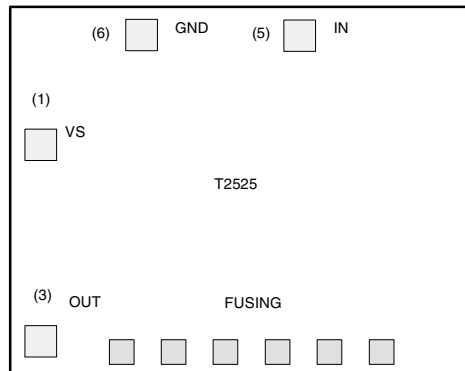 (6) GND (5) IN
(1)
VS
T2525
(3) OUT FUSING